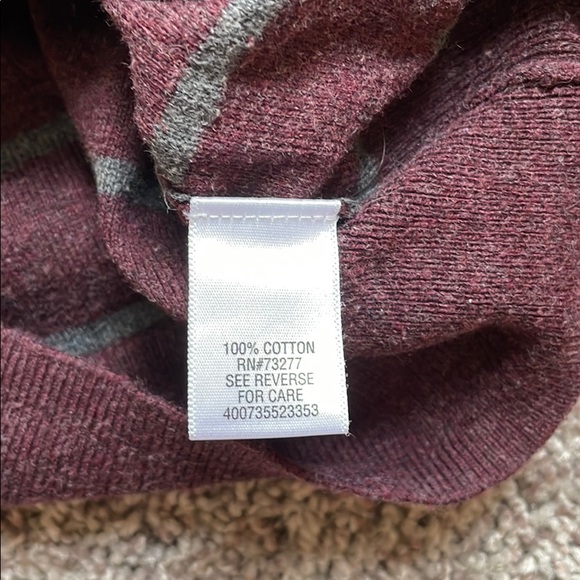 100% COTTON
RN#73277
SEE REVERSE
FOR CARE
400735523353